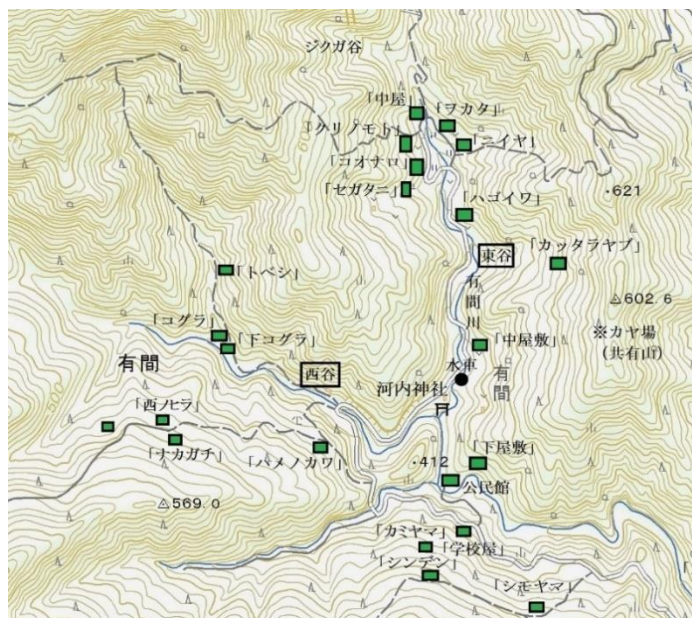 ジクガ谷
「中屋」
「ヲカタ」
「クリノモト」
「ニイヤ」
「コオナロ」
「セガタニ」
・621
「ハゴイワ」
「カッタラヤブ」
東谷
「トベシ」
有間川
△602.6
※カヤ場
(共有山)
「コグラ」
「下コグラ」
「中屋敷」
有間
水車
西谷
有間
河内神社
「西ノヒラ」
「ナカガチ」
「ハメノカワ」
・412
「下屋敷」
公民館
△569.0
「カミヤマ」
「学校屋」
「シンデン」
「シモヤマ」